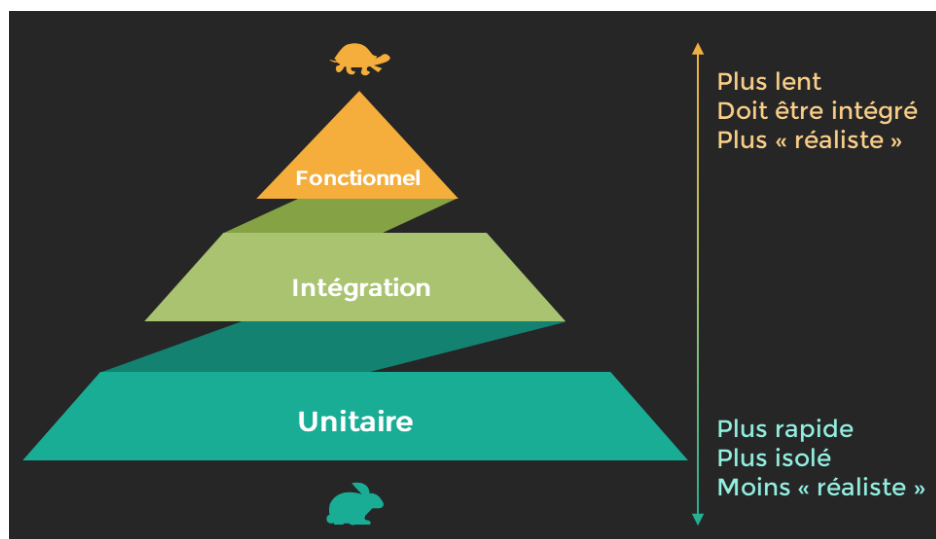 Plus lent
Doit être intégré
Plus « réaliste »
Fonctionnel
Intégration
Unitaire
Plus rapide
Plus isolé
Moins « réaliste »